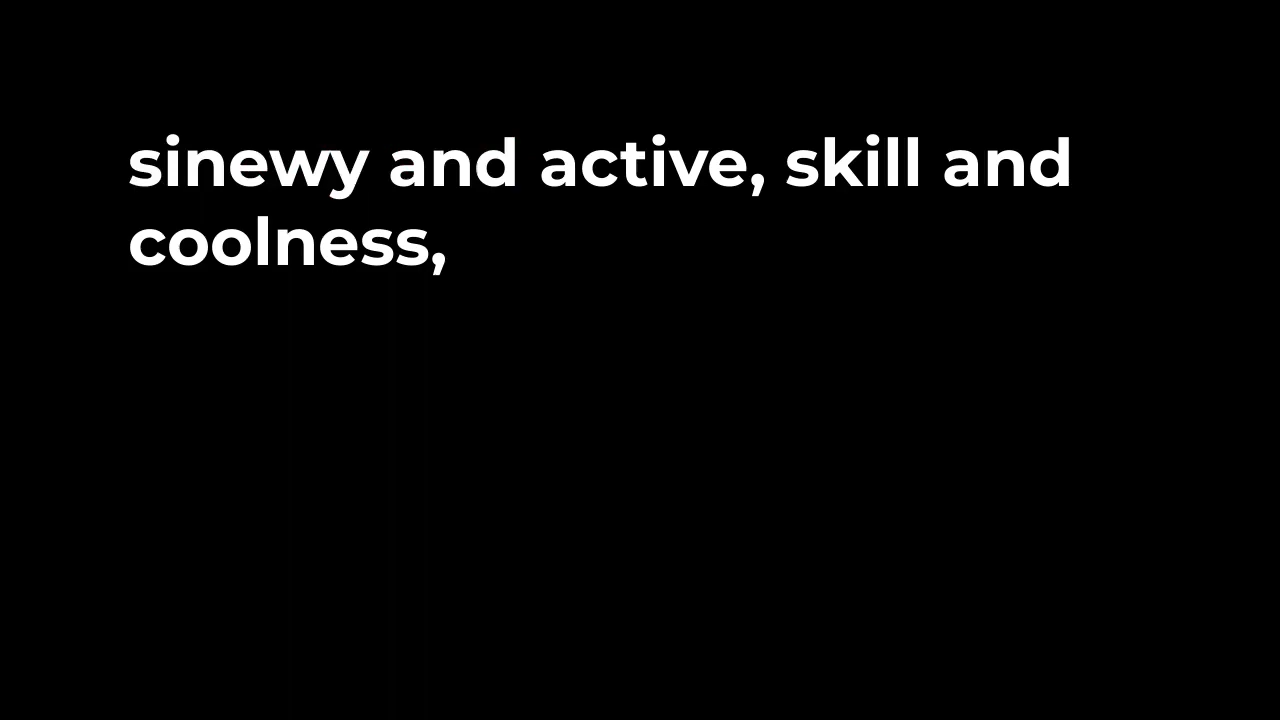 sinewy and active, skill and
coolness,